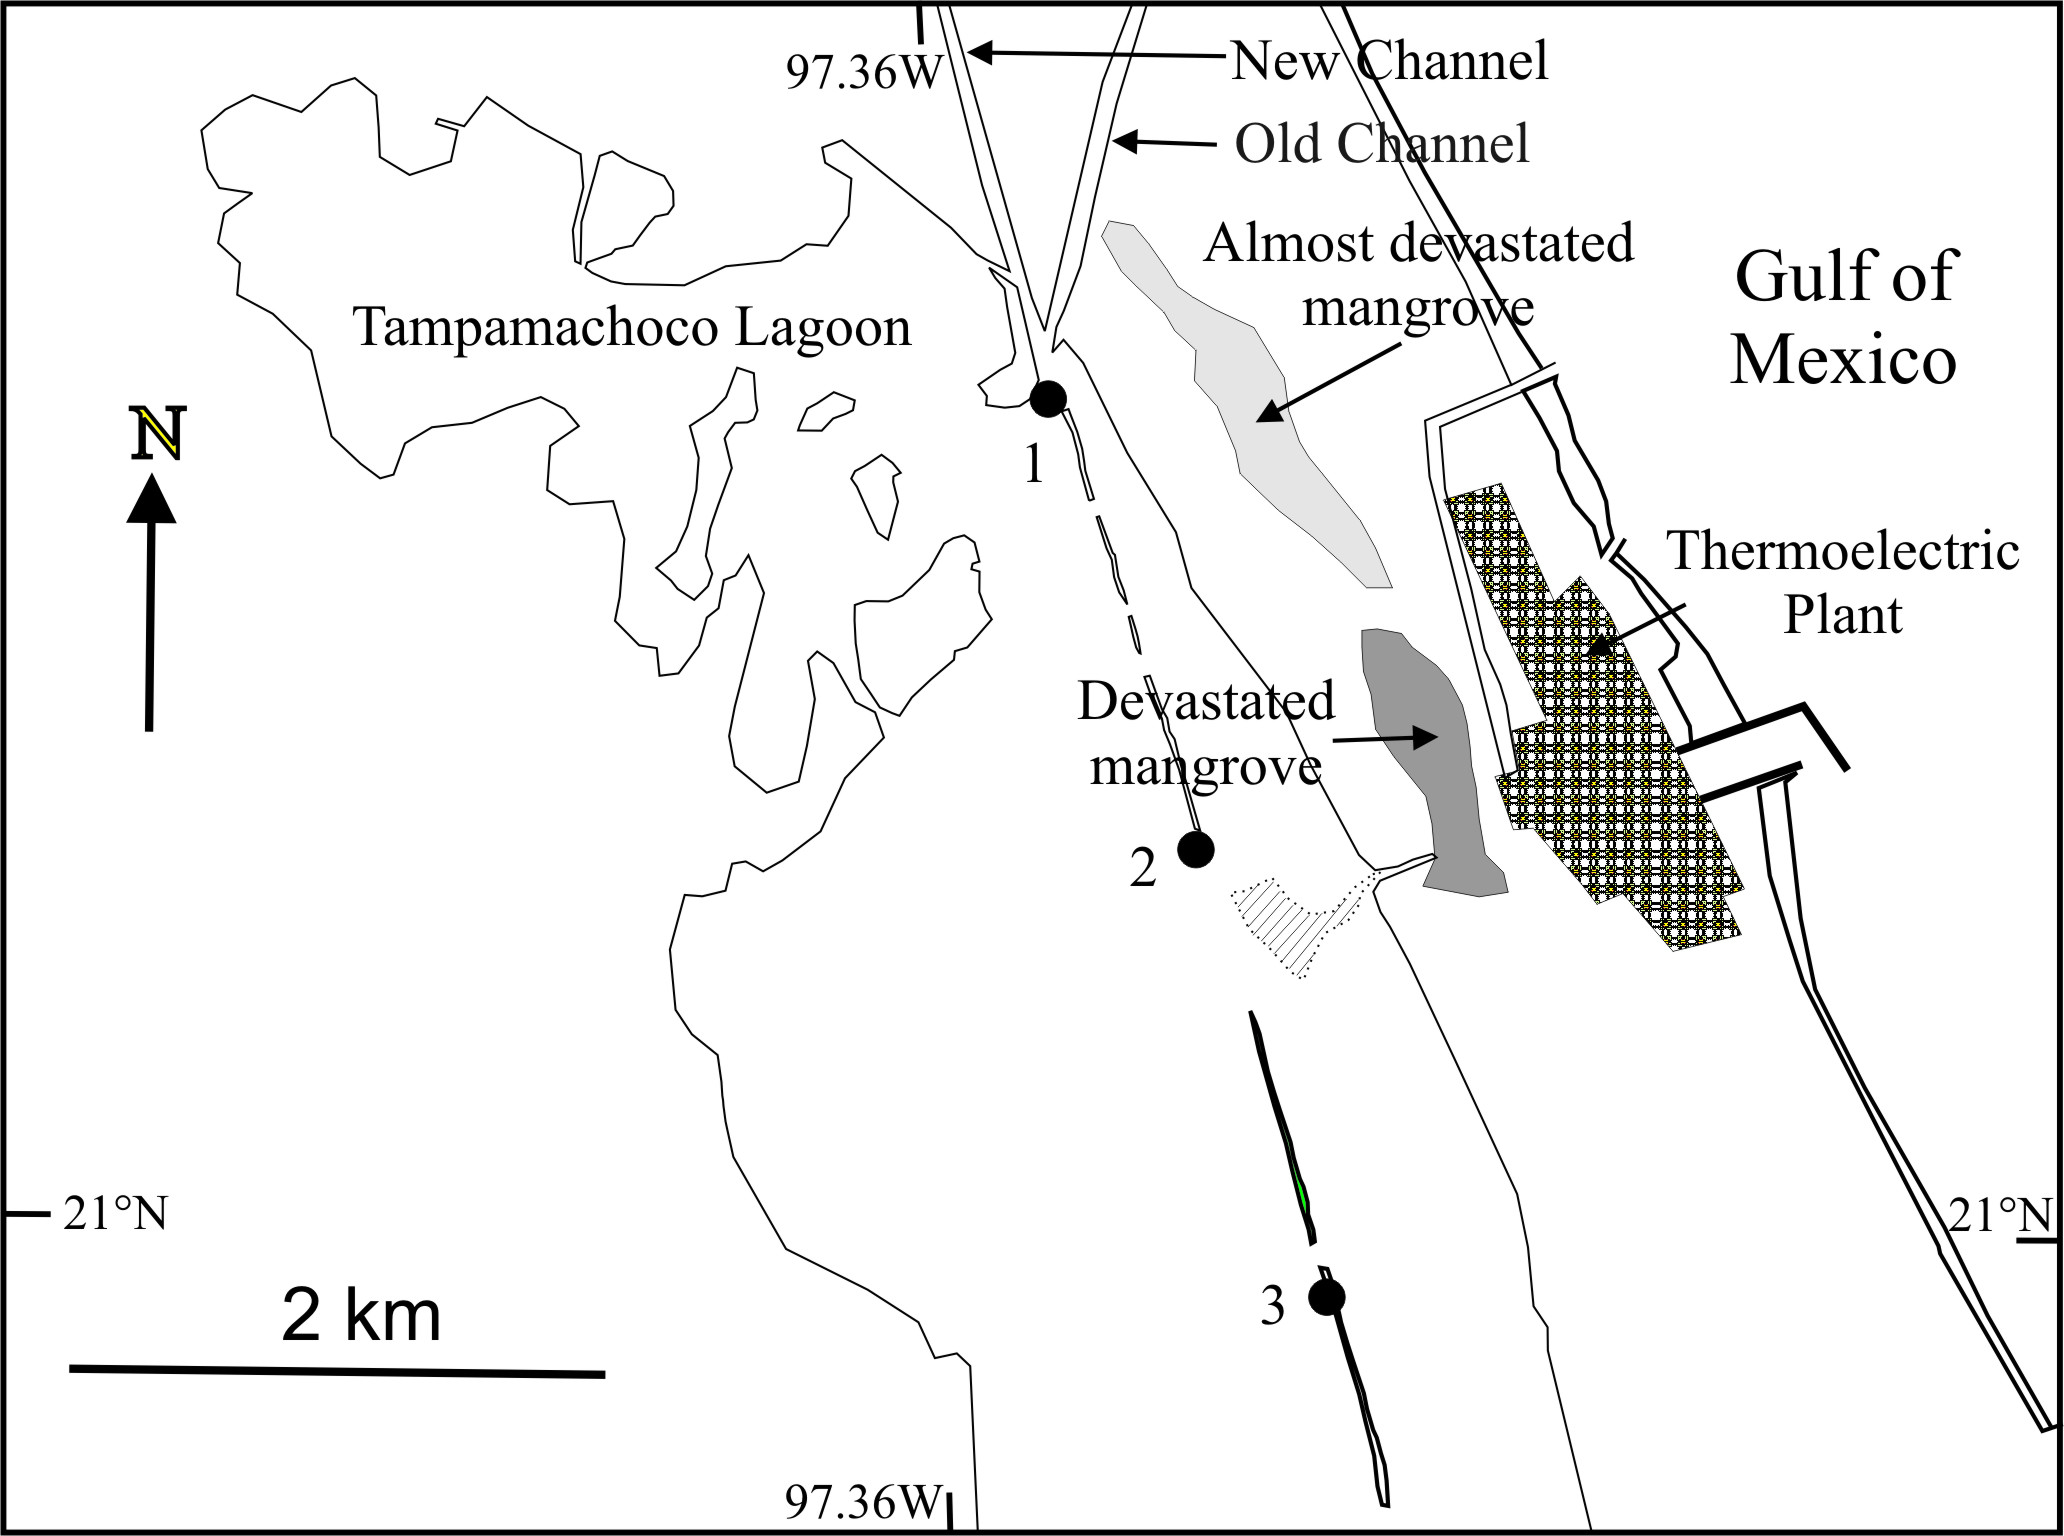 97.36W
New Channel
Old Channel
Almost devastated
mangrove
Gulf of
Mexico
Tampamachoco Lagoon
N
1
Thermoelectric
Plant
Devastated
mangrove
2
21°N
21°N
2 km
3
97.36W